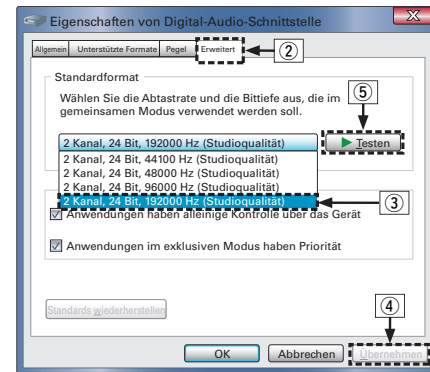 Eigenschaften von Digital-Audio-Schnittstelle
Allgemein Unterstützte Formate Pegel Erweitert ②
Standardformat
Wählen Sie die Abtastrate und die Bittiefe aus, die im
gemeinsamen Modus verwendet werden soll.
⑤
2 Kanal, 24 Bit, 192000 Hz (Studioqualität) Testen
2 Kanal, 24 Bit, 44100 Hz (Studioqualität)
2 Kanal, 24 Bit, 48000 Hz (Studioqualität)
2 Kanal, 24 Bit, 96000 Hz (Studioqualität)
2 Kanal, 24 Bit, 192000 Hz (Studioqualität) ③
Anwendungen haben alleinige Kontrolle über das Gerät
Anwendungen im exklusiven Modus haben Priorität
Standards wiederherstellen
④
OK Abbrechen Übernehmen